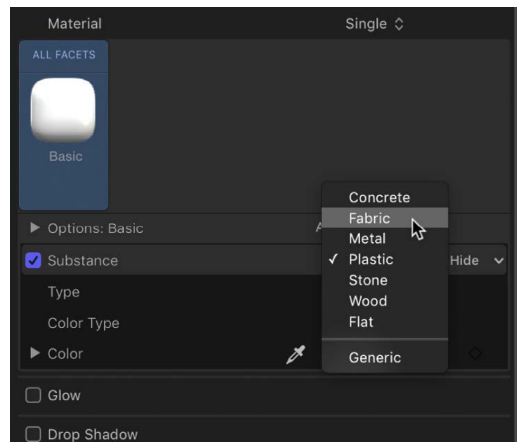 Material Single
ALL FACETS
Basic
Concrete
Options: Basic
Fabric
Metal
Substance
Plastic
Hide
Type
Stone
Wood
Color Type
Flat
Color
Generic
Glow
Drop Shadow